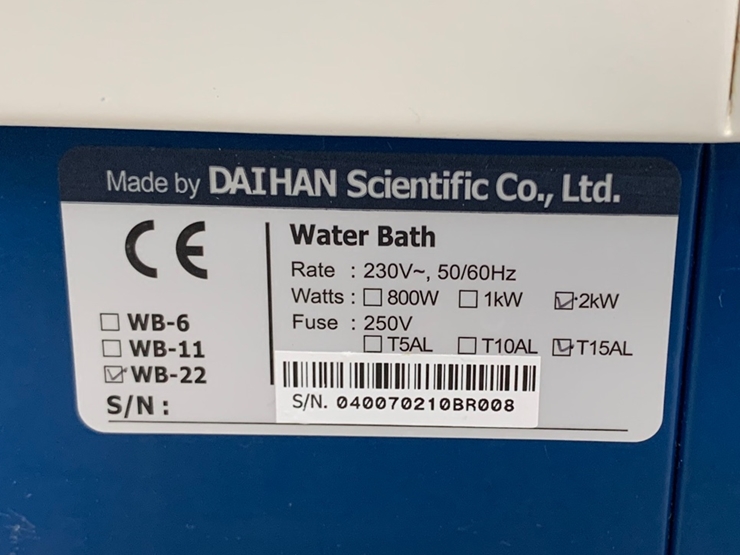 Made by DAIHAN Scientific Co., Ltd.
CE
☐ WB-6
☐ WB-11
☑ WB-22
S/N :
Water Bath
Rate : 230V~, 50/60Hz
Watts : ☐ 800W ☐ 1kW ☑ 2kW
Fuse : 250V
☐ T5AL ☐ T10AL ☑ T15AL
S/N. 040070210BR008